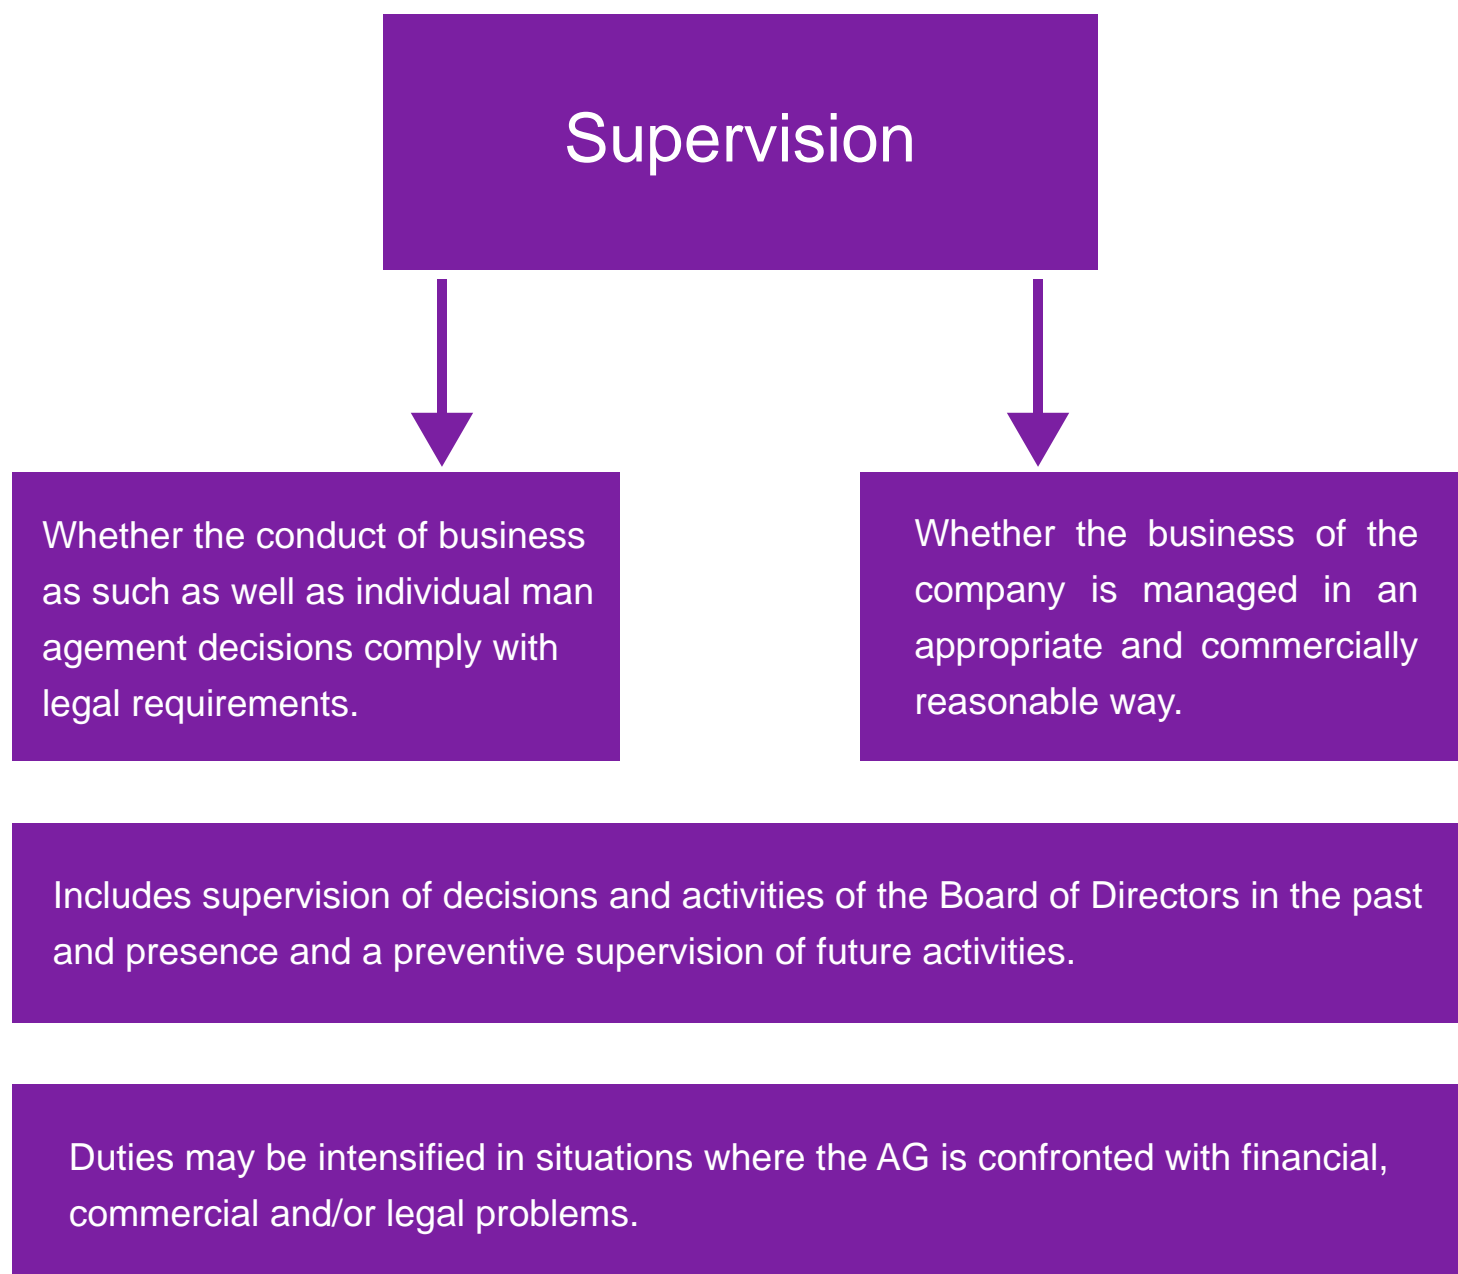 Supervision
Whether the conduct of business
as such as well as individual man
agement decisions comply with
legal requirements.
Whether the business of the
company is managed in an
appropriate and commercially
reasonable way.
Includes supervision of decisions and activities of the Board of Directors in the past
and presence and a preventive supervision of future activities.
Duties may be intensified in situations where the AG is confronted with financial,
commercial and/or legal problems.